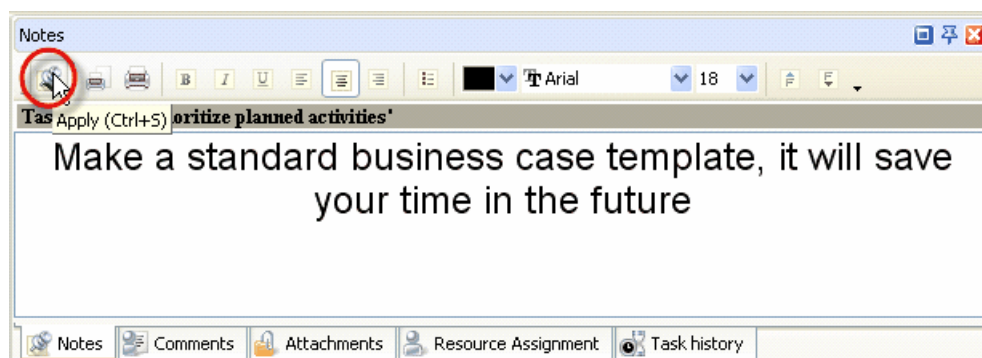 Notes
B I U Arial 18 F F
Tas
Apply (Ctrl+S)
oritize planned activities'
Make a standard business case template, it will save
your time in the future
Notes Comments Attachments Resource Assignment Task history